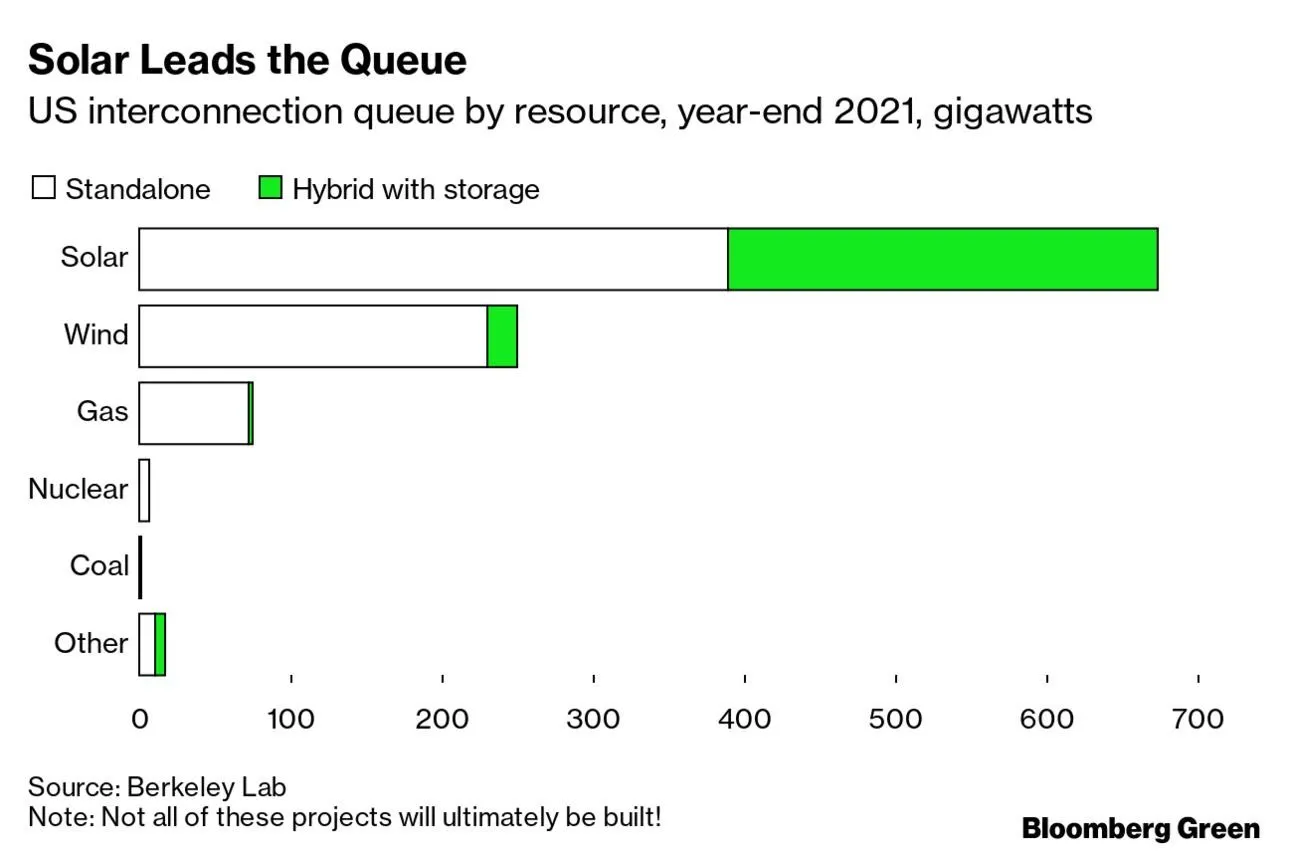 Solar Leads the Queue
US interconnection queue by resource, year-end 2021, gigawatts
Standalone Hybrid with storage
Solar
Wind
Gas
Nuclear
Coal
Other
0 100 200 300 400 500 600 700
Source: Berkeley Lab
Note: Not all of these projects will ultimately be built!
Bloomberg Green